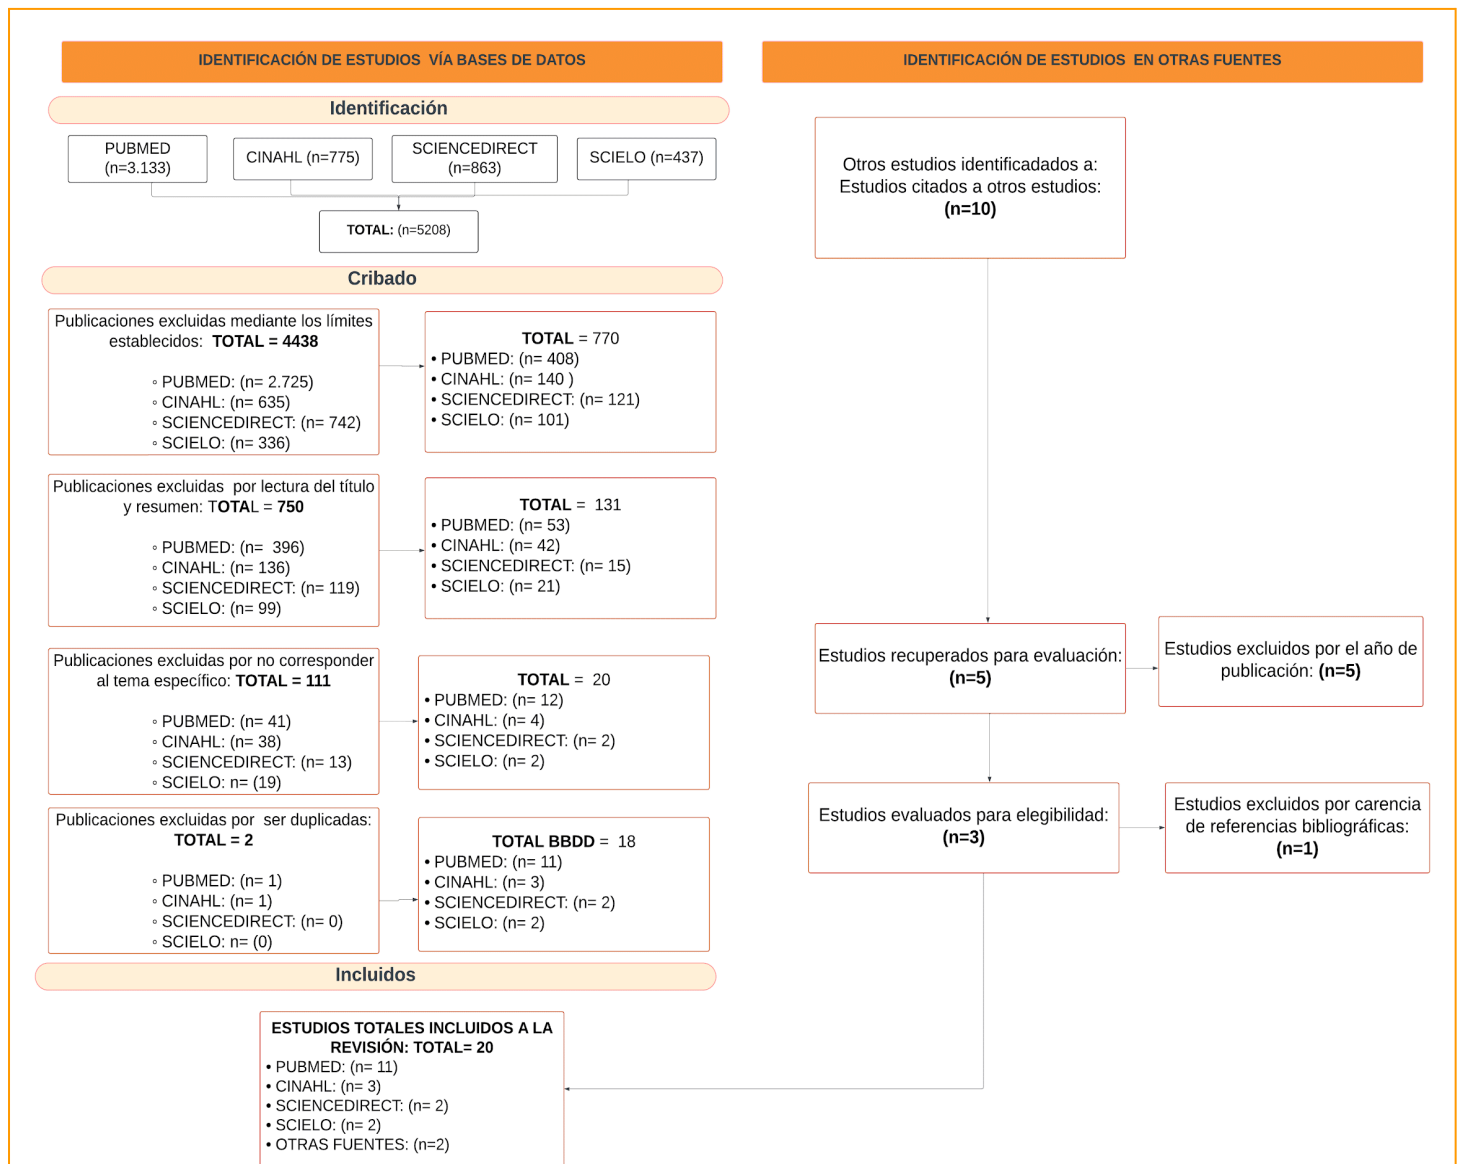 IDENTIFICACIÓN DE ESTUDIOS  VÍA BASES DE DATOS
Identificación
PUBMED
(n=3.133)
CINAHL (n=775)
SCIENCEDIRECT
(n=863)
SCIELO (n=437)
TOTAL: (n=5208)
Cribado
Publicaciones excluidas mediante los límites
establecidos:  TOTAL = 4438
◦ PUBMED: (n= 2.725)
◦ CINAHL: (n= 635)
◦ SCIENCEDIRECT: (n= 742)
◦ SCIELO: (n= 336)
TOTAL = 770
• PUBMED: (n= 408)
• CINAHL: (n= 140 )
• SCIENCEDIRECT: (n= 121)
• SCIELO: (n= 101)
Publicaciones excluidas  por lectura del título
y resumen: TOTAL = 750
◦ PUBMED: (n=  396)
◦ CINAHL: (n= 136)
◦ SCIENCEDIRECT: (n= 119)
◦ SCIELO: (n= 99)
TOTAL =  131
• PUBMED: (n= 53)
• CINAHL: (n= 42)
• SCIENCEDIRECT: (n= 15)
• SCIELO: (n= 21)
Publicaciones excluidas por no corresponder
al tema específico: TOTAL = 111
◦ PUBMED: (n= 41)
◦ CINAHL: (n= 38)
◦ SCIENCEDIRECT: (n= 13)
◦ SCIELO: n= (19)
TOTAL =  20
• PUBMED: (n= 12)
• CINAHL: (n= 4)
• SCIENCEDIRECT: (n= 2)
• SCIELO: (n= 2)
Publicaciones excluidas por  ser duplicadas:
TOTAL = 2
◦ PUBMED: (n= 1)
◦ CINAHL: (n= 1)
◦ SCIENCEDIRECT: (n= 0)
◦ SCIELO: n= (0)
TOTAL BBDD =  18
• PUBMED: (n= 11)
• CINAHL: (n= 3)
• SCIENCEDIRECT: (n= 2)
• SCIELO: (n= 2)
Incluidos
ESTUDIOS TOTALES INCLUIDOS A LA
REVISIÓN: TOTAL= 20
• PUBMED: (n= 11)
• CINAHL: (n= 3)
• SCIENCEDIRECT: (n= 2)
• SCIELO: (n= 2)
• OTRAS FUENTES: (n=2)
IDENTIFICACIÓN DE ESTUDIOS  EN OTRAS FUENTES
Otros estudios identificadados a:
Estudios citados a otros estudios:
(n=10)
Estudios recuperados para evaluación:
(n=5)
Estudios excluidos por el año de
publicación: (n=5)
Estudios evaluados para elegibilidad:
(n=3)
Estudios excluidos por carencia
de referencias bibliográficas:
(n=1)